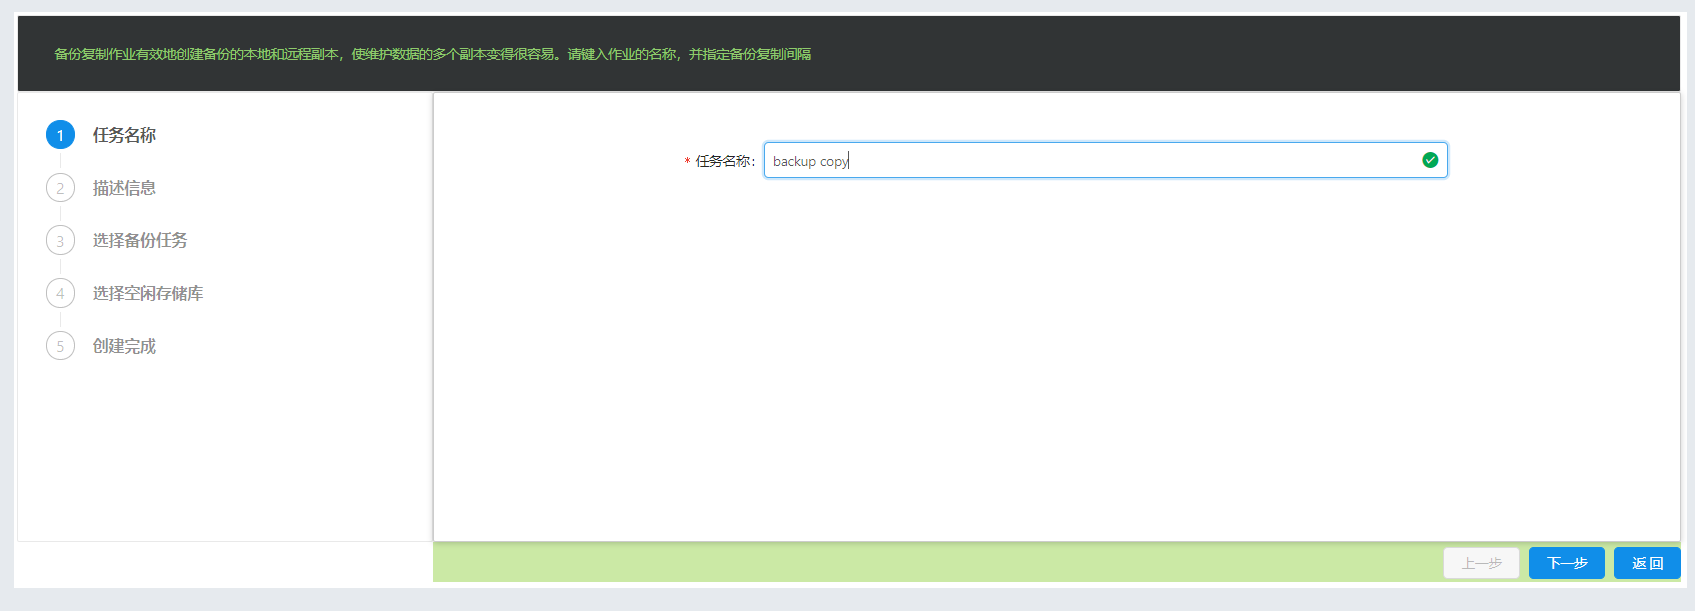 备份复制作业有效地创建备份的本地和远程副本，使维护数据的多个副本变得很容易。请键入作业的名称，并指定备份复制间隔
1 任务名称
2 描述信息
3 选择备份任务
4 选择空闲存储库
5 创建完成
* 任务名称: backup copy
上一步 下一步 返回